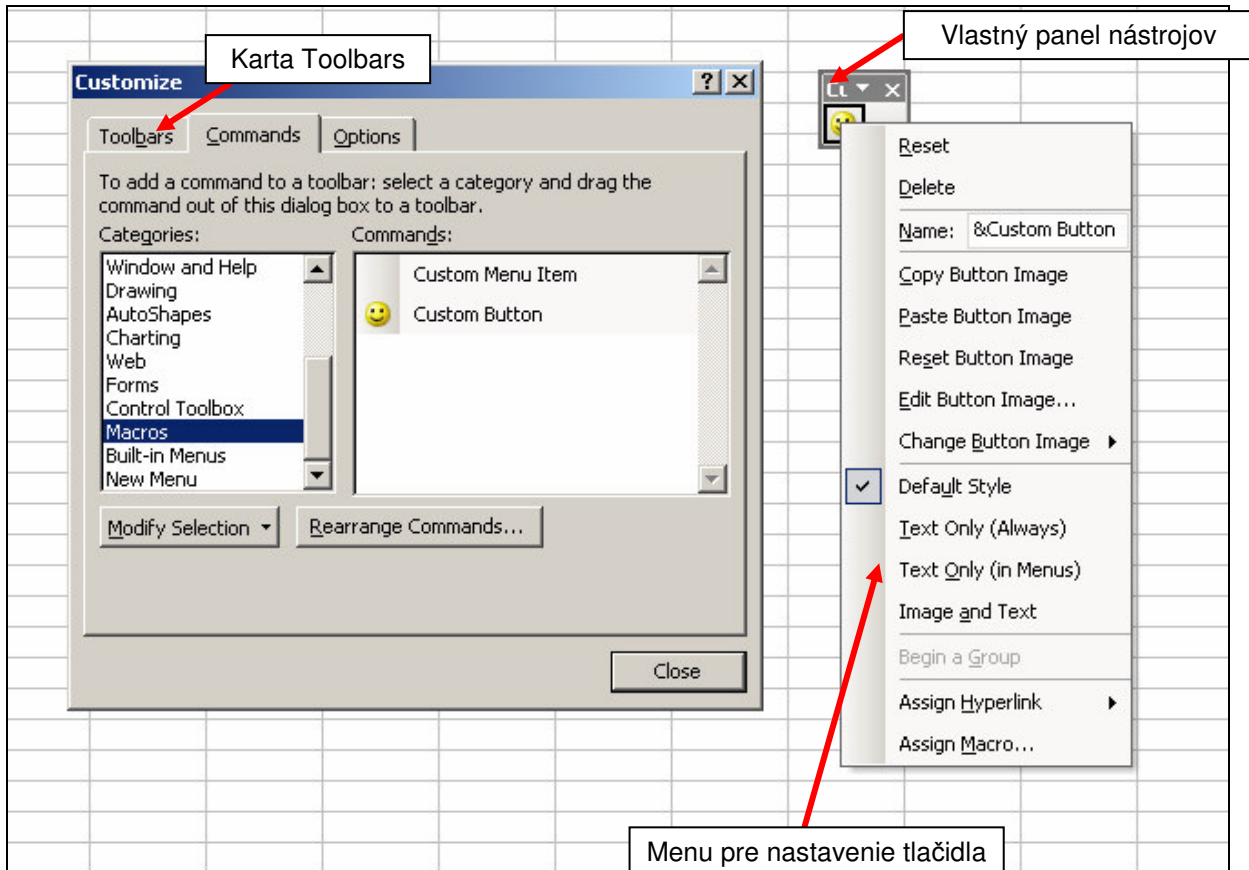 Vlastný panel nástrojov
Karta Toolbars
Customize
Toolbars
Commands
Options
To add a command to a toolbar: select a category and drag the
command out of this dialog box to a toolbar.
Categories:
Commands:
Window and Help
Drawing
AutoShapes
Charting
Web
Forms
Control Toolbox
Macros
Built-in Menus
New Menu
Custom Menu Item
Custom Button
Modify Selection
Rearrange Commands...
Close
Reset
Delete
Name: &Custom Button
Copy Button Image
Paste Button Image
Reset Button Image
Edit Button Image...
Change Button Image
Default Style
Text Only (Always)
Text Only (in Menus)
Image and Text
Begin a Group
Assign Hyperlink
Assign Macro...
Menu pre nastavenie tlačidla